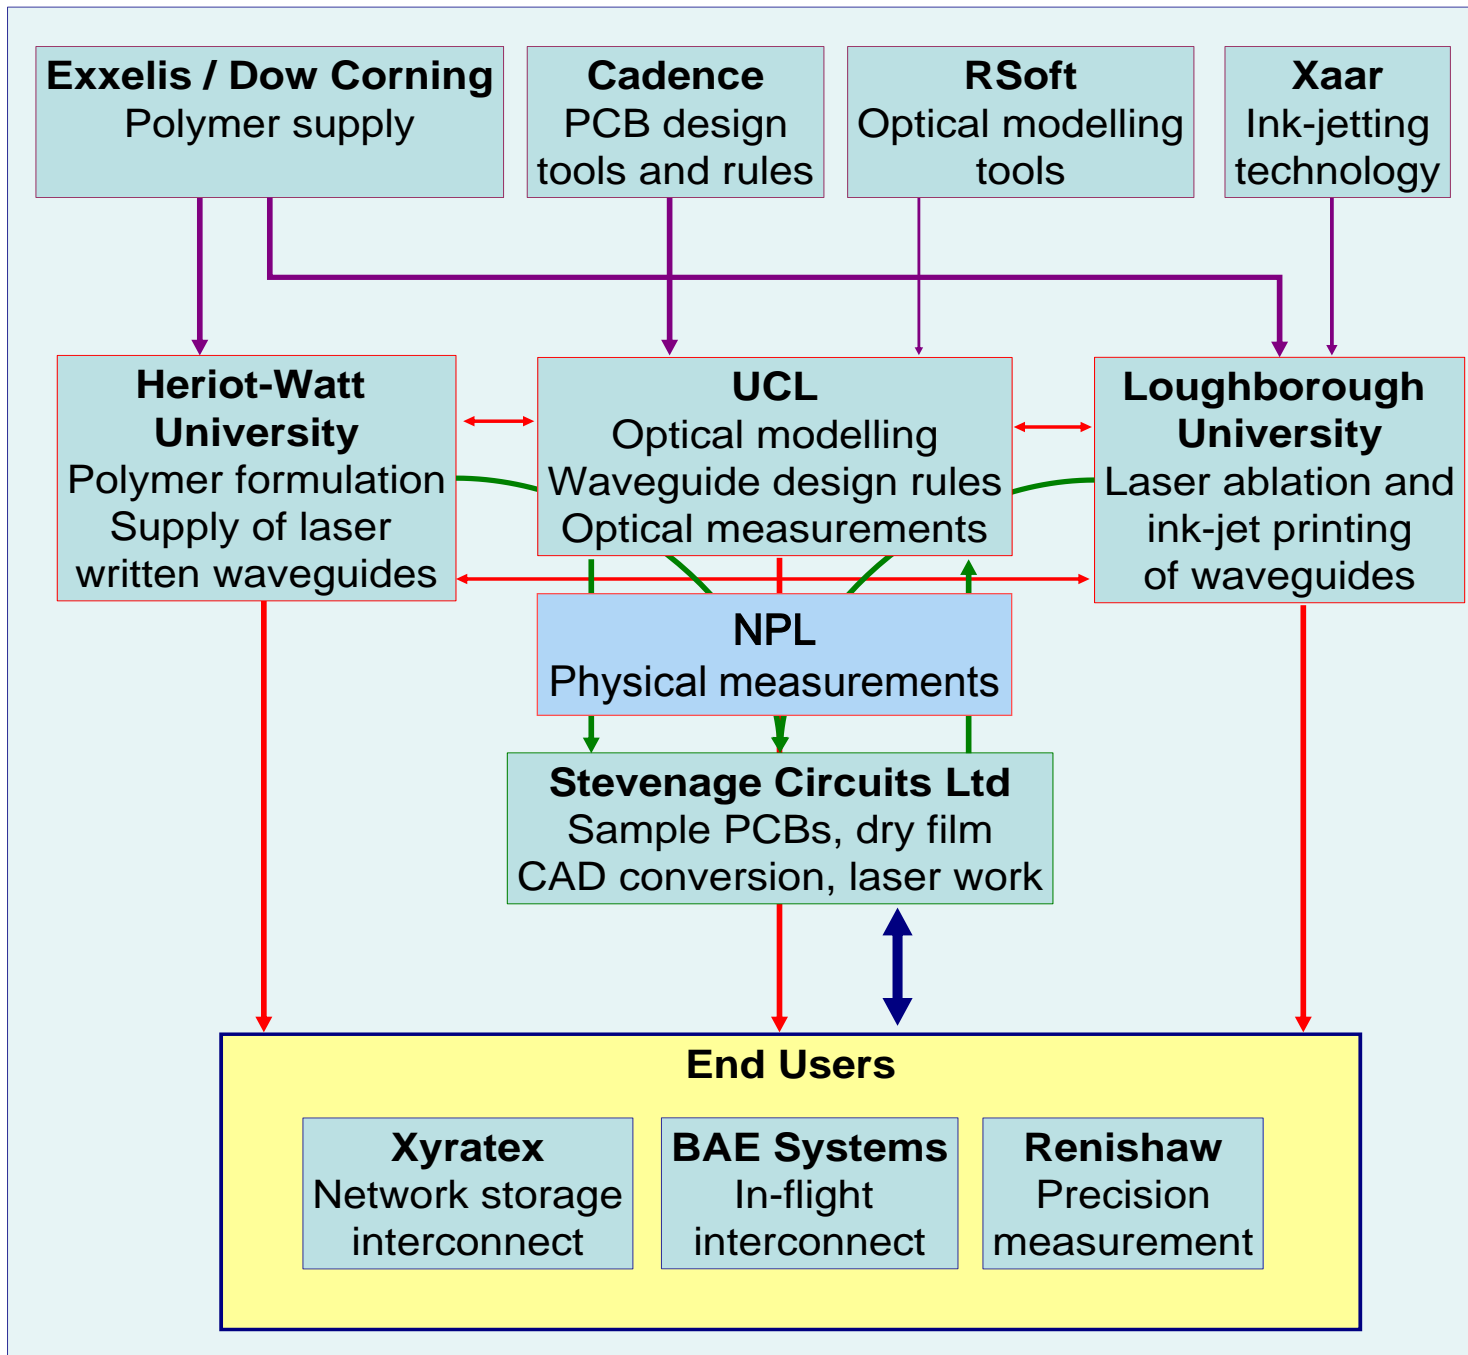 Exxelis / Dow Corning
Polymer supply
Cadence
PCB design
tools and rules
RSoft
Optical modelling
tools
Xaar
Ink-jetting
technology
Heriot-Watt
University
Polymer formulation
Supply of laser
written waveguides
UCL
Optical modelling
Waveguide design rules
Optical measurements
Loughborough
University
Laser ablation and
ink-jet printing
of waveguides
NPL
Physical measurements
Stevenage Circuits Ltd
Sample PCBs, dry film
CAD conversion, laser work
End Users
Xyratex
Network storage
interconnect
BAE Systems
In-flight
interconnect
Renishaw
Precision
measurement